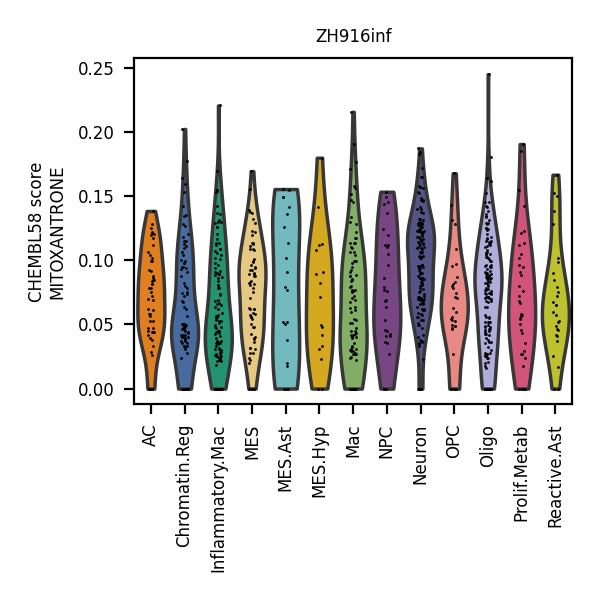 ZH916inf
CHEMBL58 score
MITOXANTRONE
0.25
0.20
0.15
0.10
0.05
0.00
AC
Chromatin.Reg
Inflammatory.Mac
MES
MES.Ast
MES.Hyp
Mac
NPC
Neuron
OPC
Oligo
Prolif.Metab
Reactive.Ast